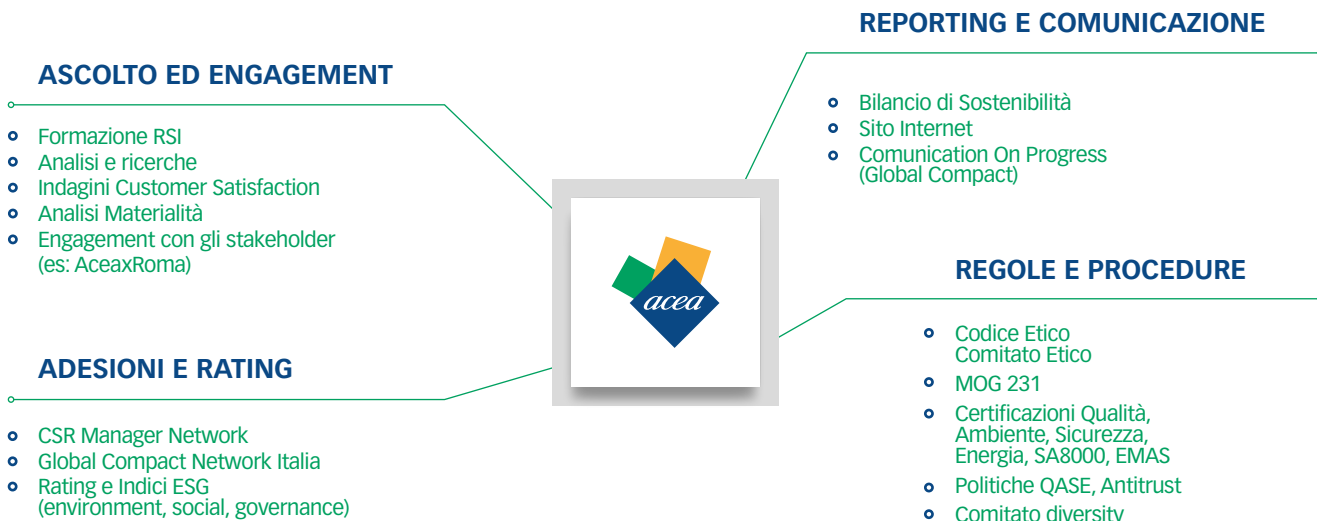 ASCOLTO ED ENGAGEMENT
Formazione RSI
Analisi e ricerche
Indagini Customer Satisfaction
Analisi Materialità
Engagement con gli stakeholder
(es: AceaxRoma)
ADESIONI E RATING
CSR Manager Network
Global Compact Network Italia
Rating e Indici ESG
(environment, social, governance)
acea
REPORTING E COMUNICAZIONE
Bilancio di Sostenibilità
Sito Internet
Comunication On Progress
(Global Compact)
REGOLE E PROCEDURE
Codice Etico
Comitato Etico
MOG 231
Certificazioni Qualità,
Ambiente, Sicurezza,
Energia, SA8000, EMAS
Politiche QASE, Antitrust
Comitato diversity